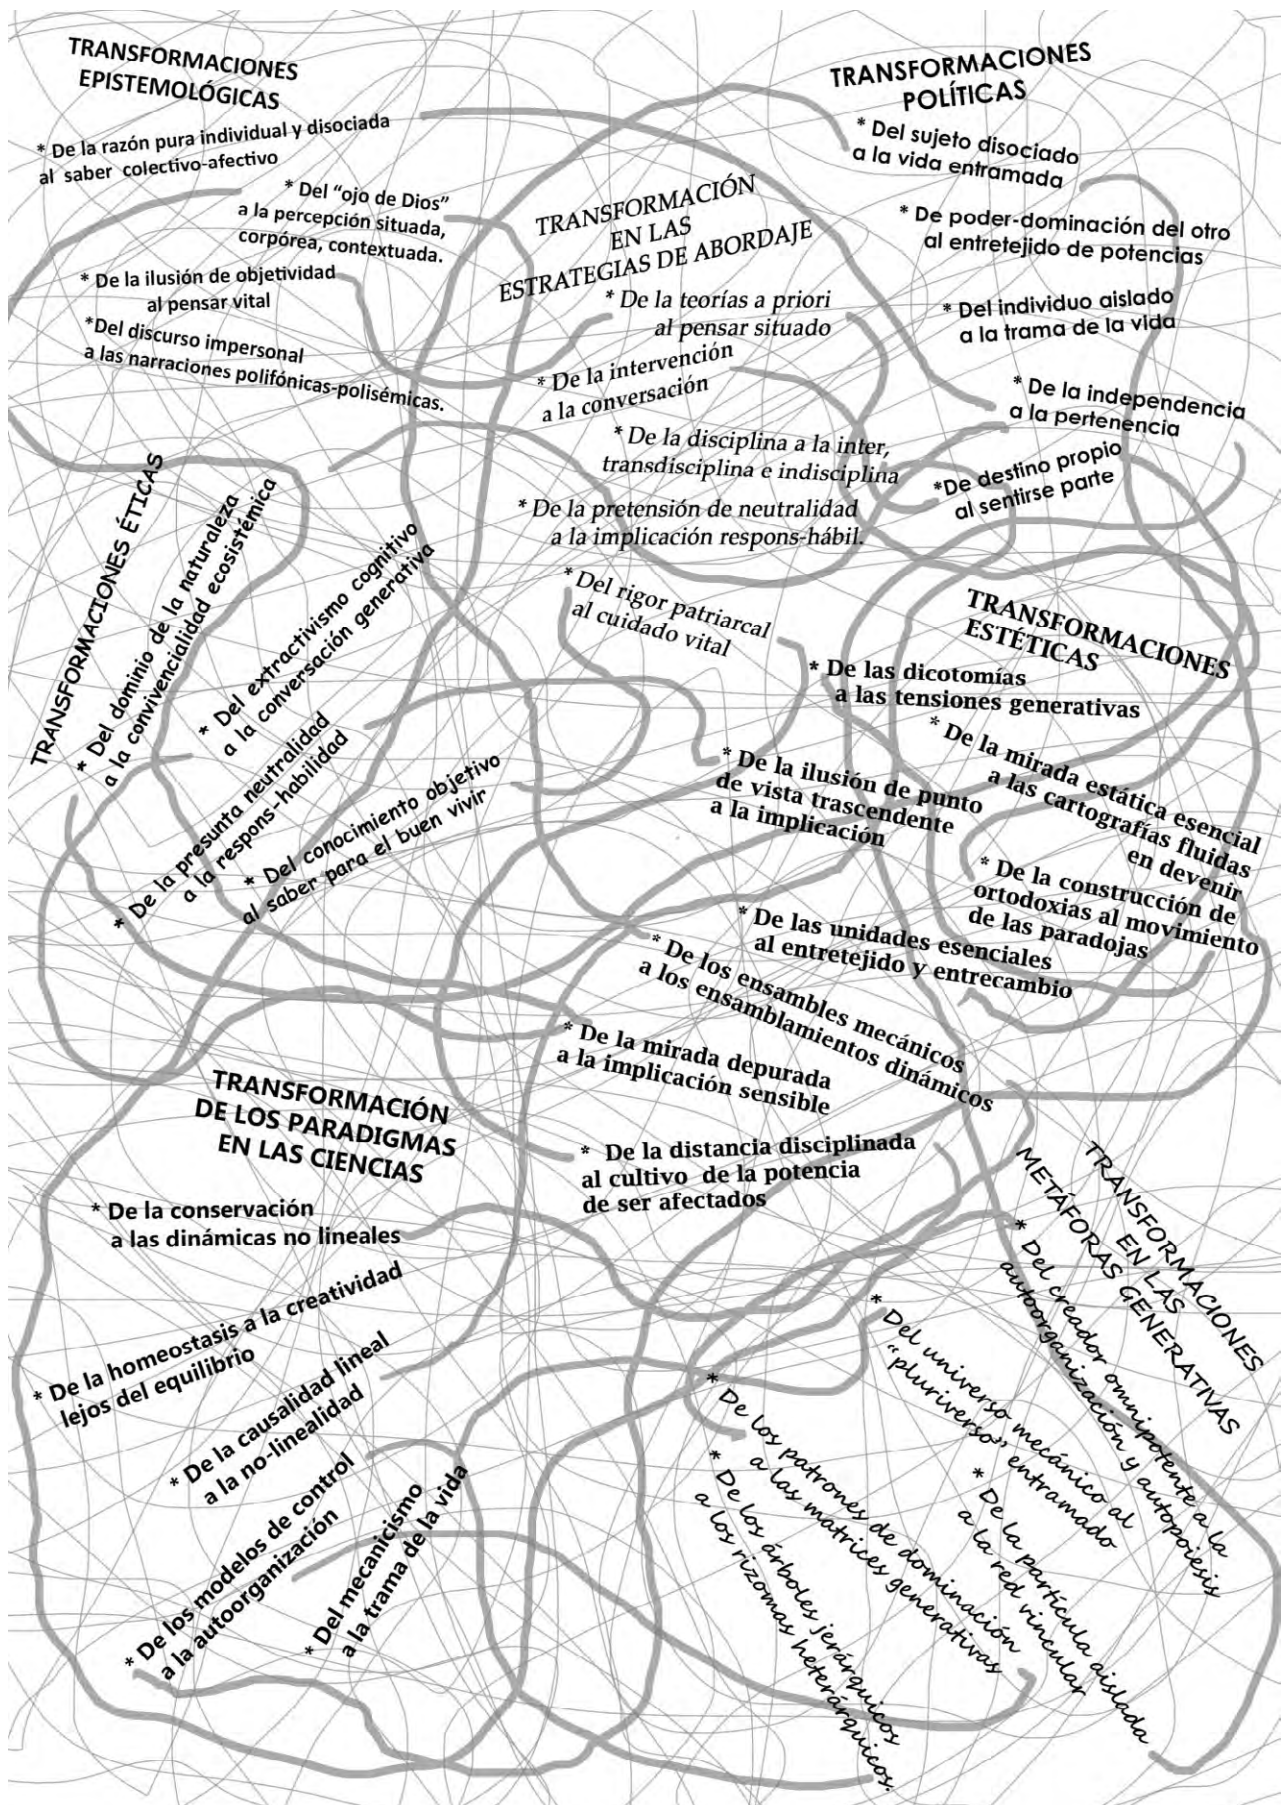 TRANSFORMACIONES
EPISTEMOLÓGICAS
* De la razón pura individual y disociada
al saber colectivo-afectivo
* Del “ojo de Dios”
a la percepción situada,
corpórea, contextuada.
* De la ilusión de objetividad
al pensar vital
*Del discurso impersonal
a las narraciones polifónicas-polisémicas.
TRANSFORMACIÓN
EN LAS
ESTRATEGIAS DE ABORDAJE
* De la teorías a priori
al pensar situado
* De la intervención
a la conversación
* De la disciplina a la inter,
transdisciplina e indisciplina
* De la pretensión de neutralidad
a la implicación respons-hábil.
* Del rigor patriarcal
al cuidado vital
TRANSFORMACIONES
POLÍTICAS
* Del sujeto disociado
a la vida entramada
* De poder-dominación del otro
al entretejido de potencias
* Del individuo aislado
a la trama de la vida
* De la independencia
a la pertenencia
*De destino propio
al sentirse parte
TRANSFORMACIONES ÉTICAS
* Del dominio de la naturaleza
a la convivencialidad ecosistémica
* Del extractivismo cognitivo
a la conversación generativa
* De la presunta neutralidad
a la respons-habilidad
* Del conocimiento objetivo
al saber para el buen vivir
TRANSFORMACIONES
ESTÉTICAS
* De las dicotomías
a las tensiones generativas
* De la mirada estática esencial
a las cartografías fluidas
en devenir
* De la ilusión de punto
de vista trascendente
a la implicación
* De la construcción de
ortodoxias al movimiento
de las paradojas
* De las unidades esenciales
al entretejido y entrecambio
* De los ensambles mecánicos
a los ensamblamientos dinámicos
* De la mirada depurada
a la implicación sensible
* De la distancia disciplinada
al cultivo de la potencia
de ser afectados
TRANSFORMACIÓN
DE LOS PARADIGMAS
EN LAS CIENCIAS
* De la conservación
a las dinámicas no lineales
* De la homeostasis a la creatividad
lejos del equilibrio
* De la causalidad lineal
a la no-linealidad
* De los modelos de control
a la autoorganización
* Del mecanicismo
a la trama de la vida
TRANSFORMACIONES
EN LAS
METÁFORAS GENERATIVAS
* Del creador omnipotente a la
autoorganización y autopoiesis
* Del universo mecánico al
“pluriverso” entramado
* De la partícula aislada
a la red vincular
* De los patrones de dominación
a las matrices generativas
* De los árboles jerárquicos
a los rizomas heterárquicos.